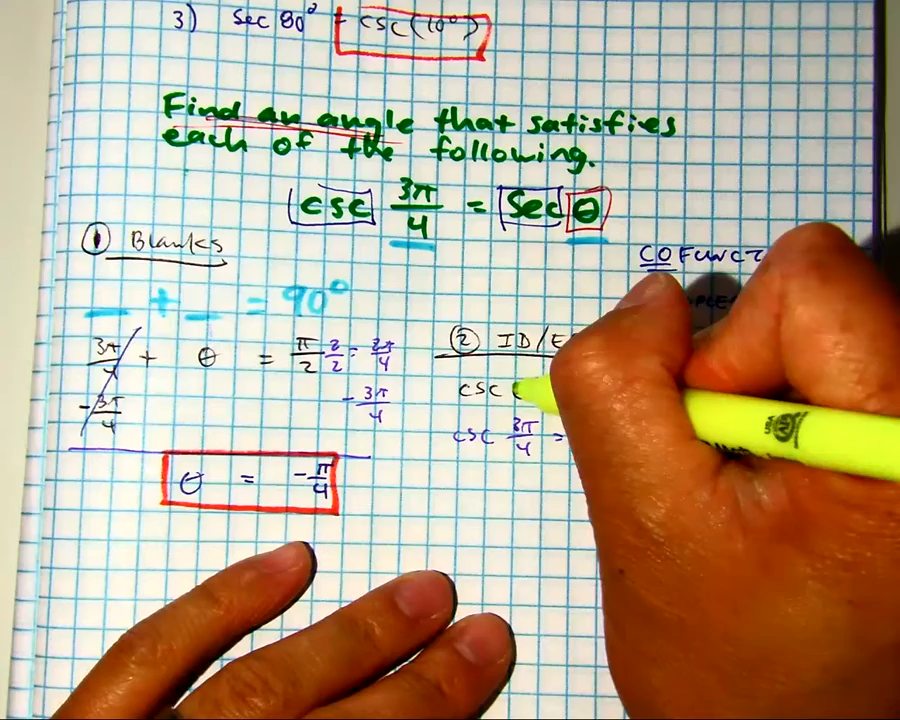 3) Sec 80° = csc(10°)
Find an angle that satisfies
each of the following.
csc 3π/4 = Sec θ
① Blanks
COFUNCT
_ + _ = 90°
3π/4 + θ = π/2 2/2 = 2π/4
- 3π/4 - 3π/4
θ = -π/4
② ID/E
csc
csc 3π/4 =